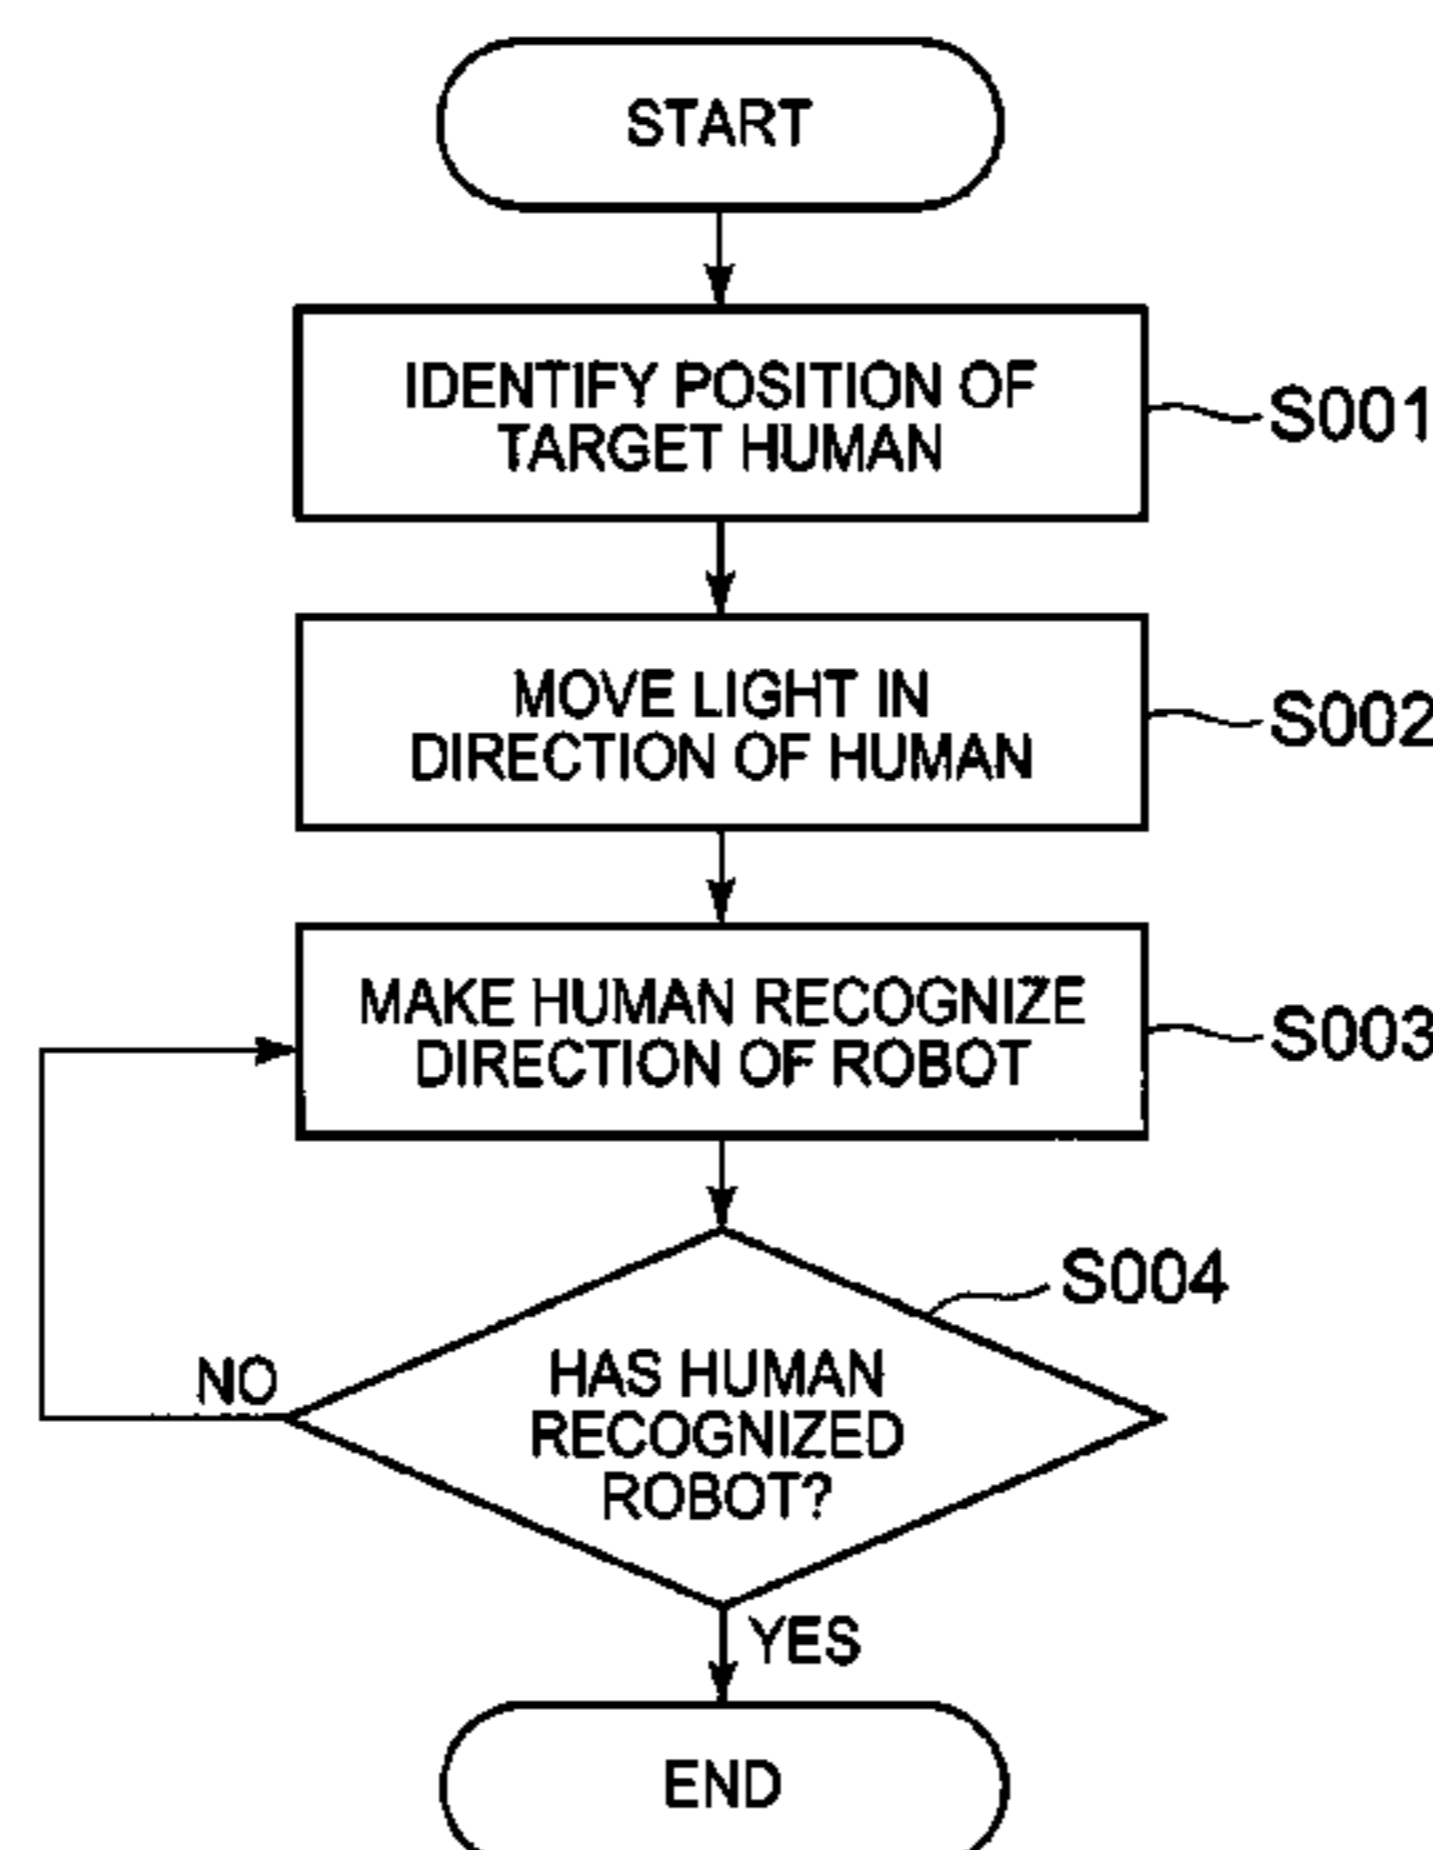 START
IDENTIFY POSITION OF
TARGET HUMAN
S001
MOVE LIGHT IN
DIRECTION OF HUMAN
S002
MAKE HUMAN RECOGNIZE
DIRECTION OF ROBOT
S003
S004
HAS HUMAN
RECOGNIZED
ROBOT?
NO
YES
END